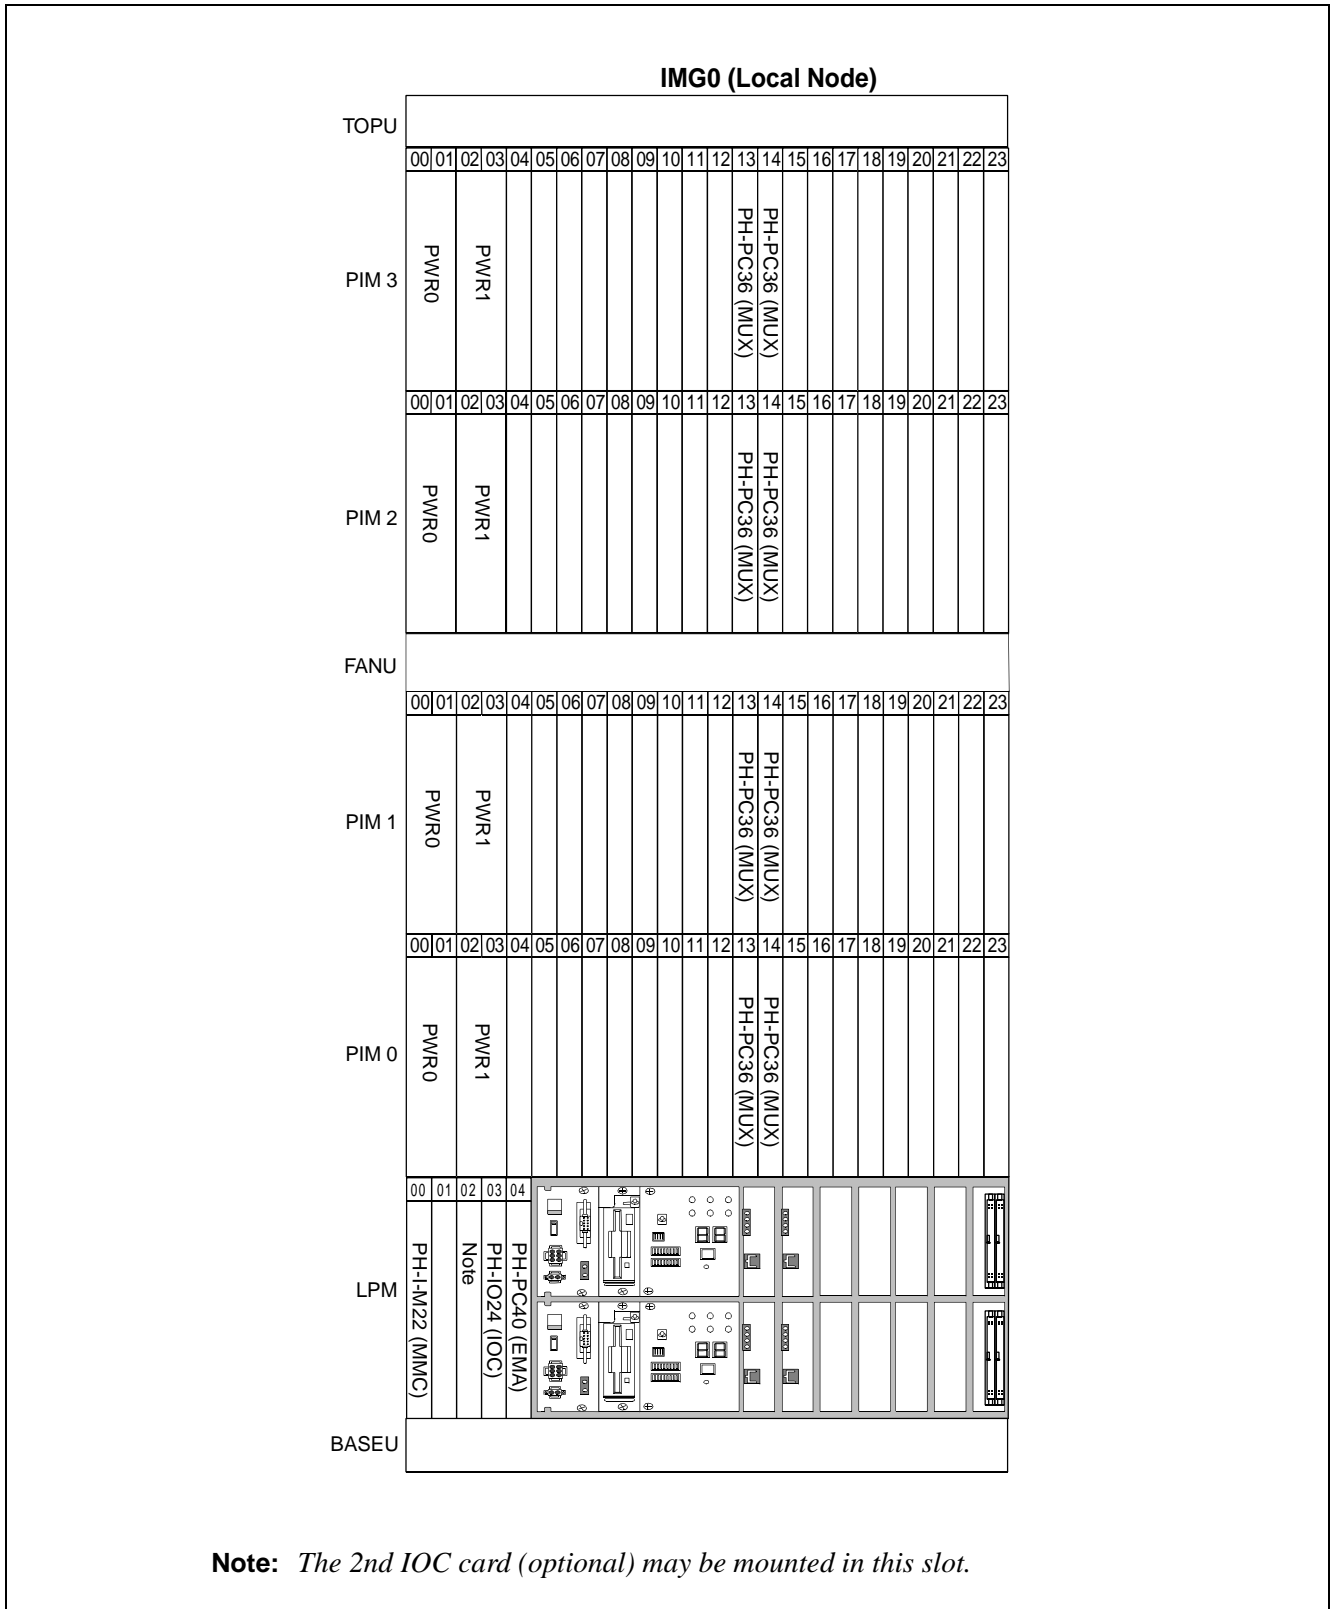 IMG0 (Local Node)
TOPU
00 01 02 03 04 05 06 07 08 09 10 11 12 13 14 15 16 17 18 19 20 21 22 23
PIM 3
PWR0
PWR1
PH-PC36 (MUX)
PH-PC36 (MUX)
00 01 02 03 04 05 06 07 08 09 10 11 12 13 14 15 16 17 18 19 20 21 22 23
PIM 2
PWR0
PWR1
PH-PC36 (MUX)
PH-PC36 (MUX)
FANU
00 01 02 03 04 05 06 07 08 09 10 11 12 13 14 15 16 17 18 19 20 21 22 23
PIM 1
PWR0
PWR1
PH-PC36 (MUX)
PH-PC36 (MUX)
00 01 02 03 04 05 06 07 08 09 10 11 12 13 14 15 16 17 18 19 20 21 22 23
PIM 0
PWR0
PWR1
PH-PC36 (MUX)
PH-PC36 (MUX)
00 01 02 03 04
LPM
PH-I-M22 (MMC)
Note
PH-IO24 (IOC)
PH-PC40 (EMA)
BASEU
Note: The 2nd IOC card (optional) may be mounted in this slot.